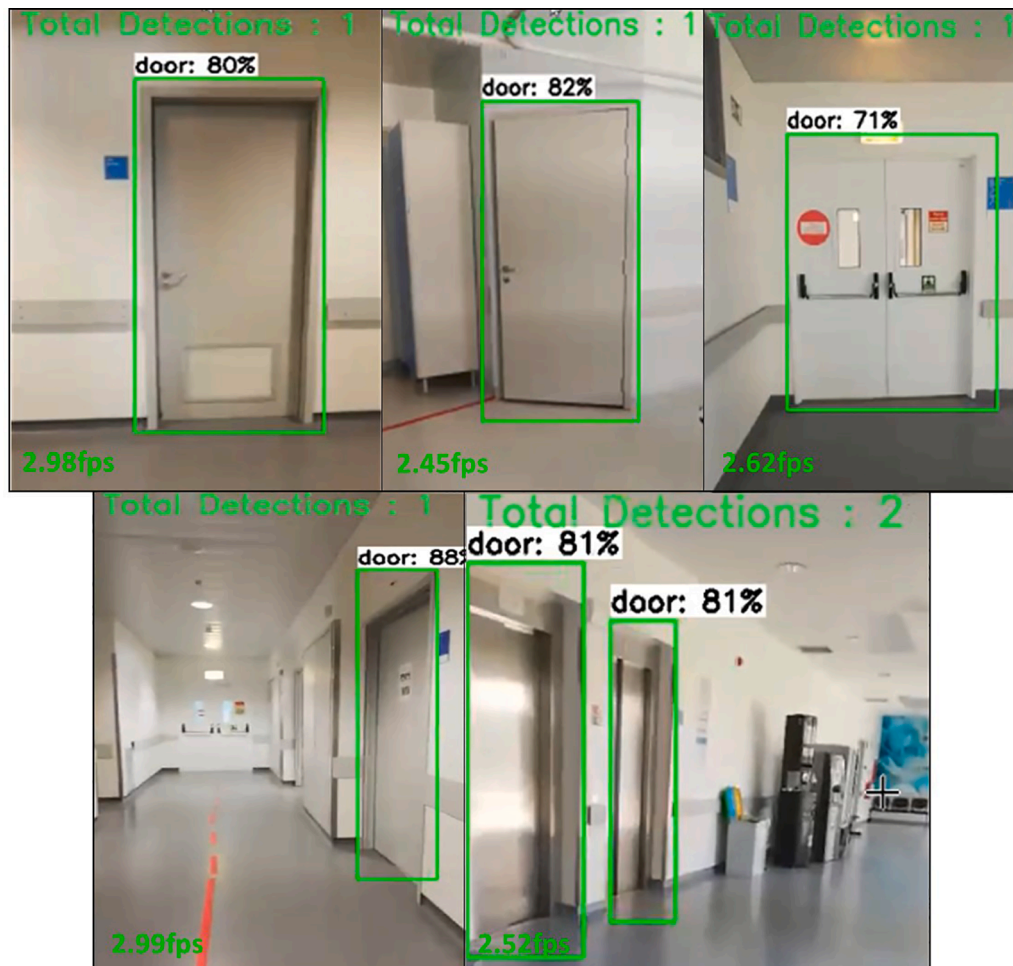 Total Detections : 1
door: 80%
2.98fps
Total Detections : 1
door: 82%
2.45fps
Total Detections : 1
door: 71%
2.62fps
Total Detections : 1
door: 88%
2.99fps
Total Detections : 2
door: 81%
door: 81%
2.52fps